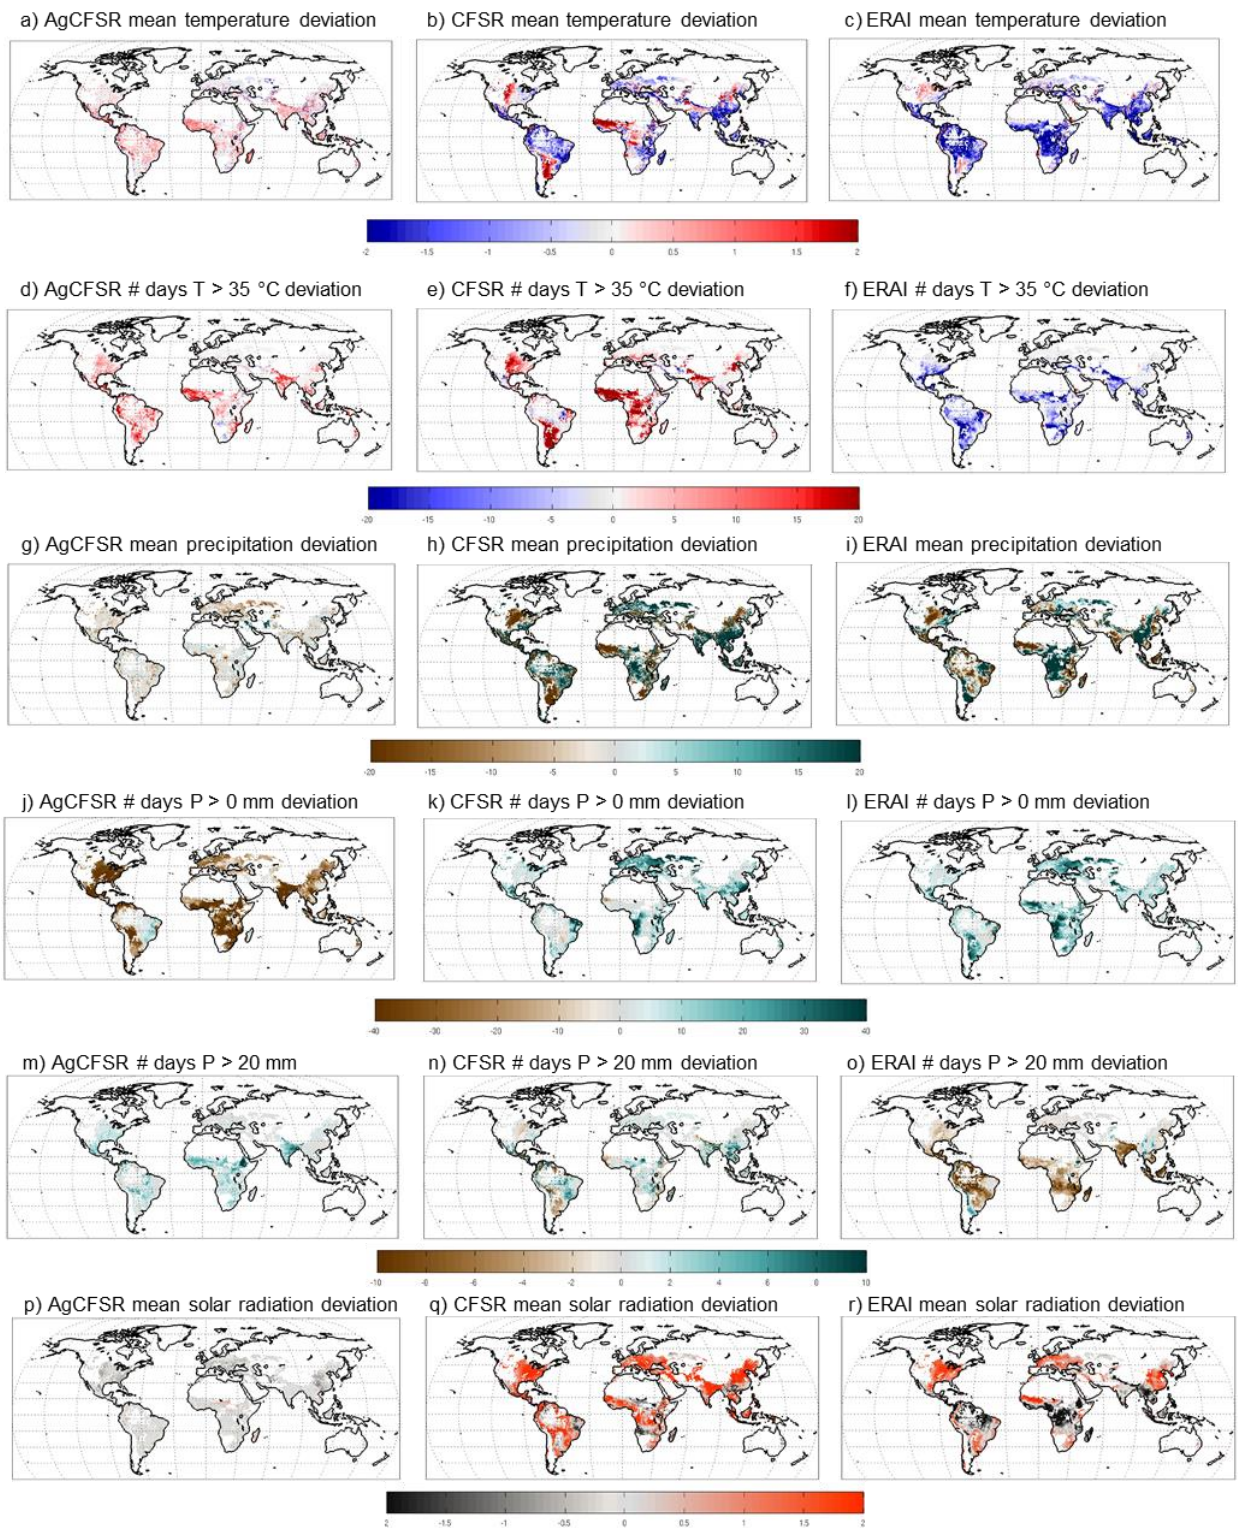 a) AgCFSR mean temperature deviation
b) CFSR mean temperature deviation
c) ERAI mean temperature deviation
-2 -1.5 -1 -0.5 0 0.5 1 1.5 2
d) AgCFSR # days T > 35 °C deviation
e) CFSR # days T > 35 °C deviation
f) ERAI # days T > 35 °C deviation
-20 -15 -10 -5 0 5 10 15 20
g) AgCFSR mean precipitation deviation
h) CFSR mean precipitation deviation
i) ERAI mean precipitation deviation
-20 -15 -10 -5 0 5 10 15 20
j) AgCFSR # days P > 0 mm deviation
k) CFSR # days P > 0 mm deviation
l) ERAI # days P > 0 mm deviation
-40 -30 -20 -10 0 10 20 30 40
m) AgCFSR # days P > 20 mm
n) CFSR # days P > 20 mm deviation
o) ERAI # days P > 20 mm deviation
-10 -8 -6 -4 -2 0 2 4 6 8 10
p) AgCFSR mean solar radiation deviation
q) CFSR mean solar radiation deviation
r) ERAI mean solar radiation deviation
2 -1.5 -1 -0.5 0 0.5 1 1.5 2